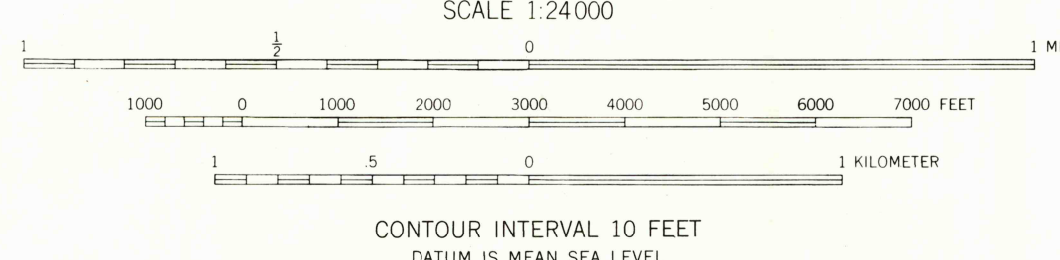 SCALE 1:24000
1 1/2 0 1
1000 0 1000 2000 3000 4000 5000 6000 7000 FEET
1 .5 0 1 KILOMETER
CONTOUR INTERVAL 10 FEET
DATUM IS MEAN SEA LEVEL